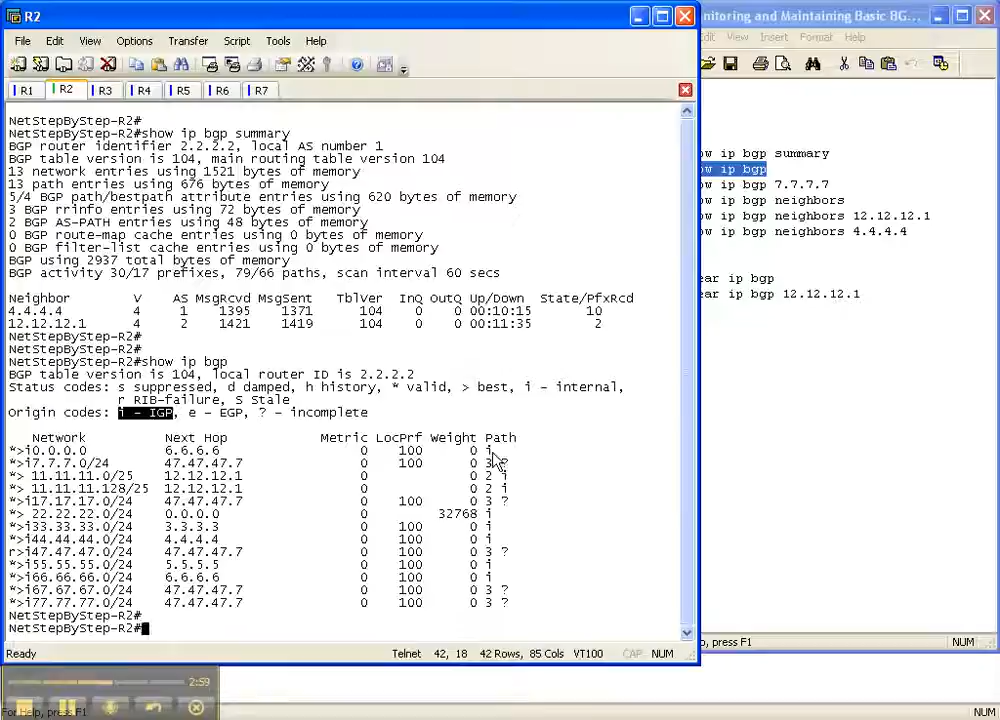 R2
File Edit View Options Transfer Script Tools Help
R1 R2 R3 R4 R5 R6 R7
NetStepByStep-R2#
NetStepByStep-R2#show ip bgp summary
BGP router identifier 2.2.2.2, local AS number 1
BGP table version is 104, main routing table version 104
13 network entries using 1521 bytes of memory
13 path entries using 676 bytes of memory
5/4 BGP path/bestpath attribute entries using 620 bytes of memory
3 BGP rrinfo entries using 72 bytes of memory
2 BGP AS-PATH entries using 48 bytes of memory
0 BGP route-map cache entries using 0 bytes of memory
0 BGP filter-list cache entries using 0 bytes of memory
BGP using 2937 total bytes of memory
BGP activity 30/17 prefixes, 79/66 paths, scan interval 60 secs
Neighbor V AS MsgRcvd MsgSent TblVer InQ OutQ Up/Down State/PfxRcd
4.4.4.4 4 1 1395 1371 104 0 0 00:10:15 10
12.12.12.1 4 2 1421 1419 104 0 0 00:11:35 2
NetStepByStep-R2#
NetStepByStep-R2#
NetStepByStep-R2#show ip bgp
BGP table version is 104, local router ID is 2.2.2.2
Status codes: s suppressed, d damped, h history, * valid, > best, i - internal,
r RIB-failure, S Stale
Origin codes: i - IGP, e - EGP, ? - incomplete
Network Next Hop Metric LocPrf Weight Path
*>i0.0.0.0 6.6.6.6 0 100 0 i
*>i7.7.7.0/24 47.47.47.7 0 100 0 3 ?
*> 11.11.11.0/25 12.12.12.1 0 0 2 i
*> 11.11.11.128/25 12.12.12.1 0 0 2 i
*>i17.17.17.0/24 47.47.47.7 0 100 0 3 ?
*> 22.22.22.0/24 0.0.0.0 0 32768 i
*>i33.33.33.0/24 3.3.3.3 0 100 0 i
*>i44.44.44.0/24 4.4.4.4 0 100 0 i
r>i47.47.47.0/24 47.47.47.7 0 100 0 3 ?
*>i55.55.55.0/24 5.5.5.5 0 100 0 i
*>i66.66.66.0/24 6.6.6.6 0 100 0 i
*>i67.67.67.0/24 47.47.47.7 0 100 0 3 ?
*>i77.77.77.0/24 47.47.47.7 0 100 0 3 ?
NetStepByStep-R2#
NetStepByStep-R2#
Ready Telnet 42, 18 42 Rows, 85 Cols VT100 CAP NUM
nitoring and Maintaining Basic BG...
dit View Insert Format Help
ow ip bgp summary
ow ip bgp
ow ip bgp 7.7.7.7
ow ip bgp neighbors
ow ip bgp neighbors 12.12.12.1
ow ip bgp neighbors 4.4.4.4
ear ip bgp
ear ip bgp 12.12.12.1
p, press F1 NUM
2:59
For Help, press F1 NUM